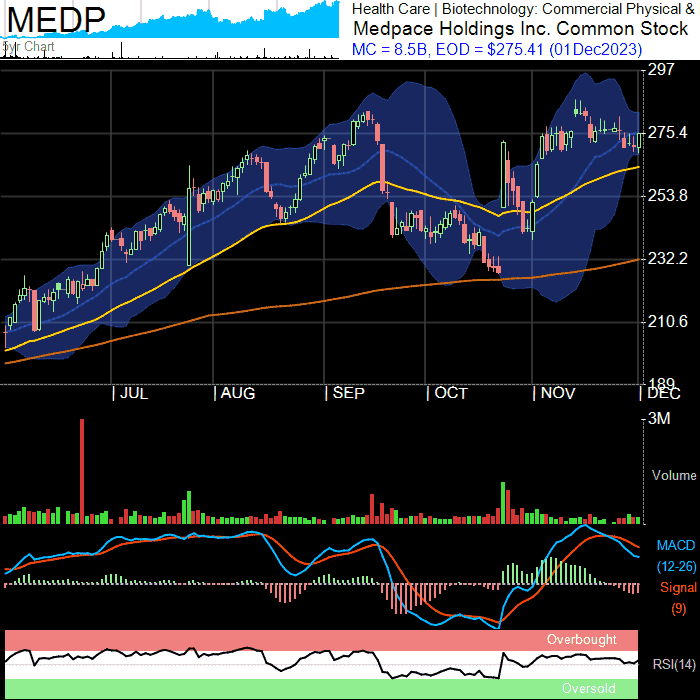 MEDP
5yr Chart
Health Care | Biotechnology: Commercial Physical &
Medpace Holdings Inc. Common Stock
MC = 8.5B, EOD = $275.41 (01Dec2023)
297
275.4
253.8
232.2
210.6
189
| JUL | AUG | SEP | OCT | NOV | DEC
3M
Volume
MACD
(12-26)
Signal
(9)
Overbought
RSI(14)
Oversold